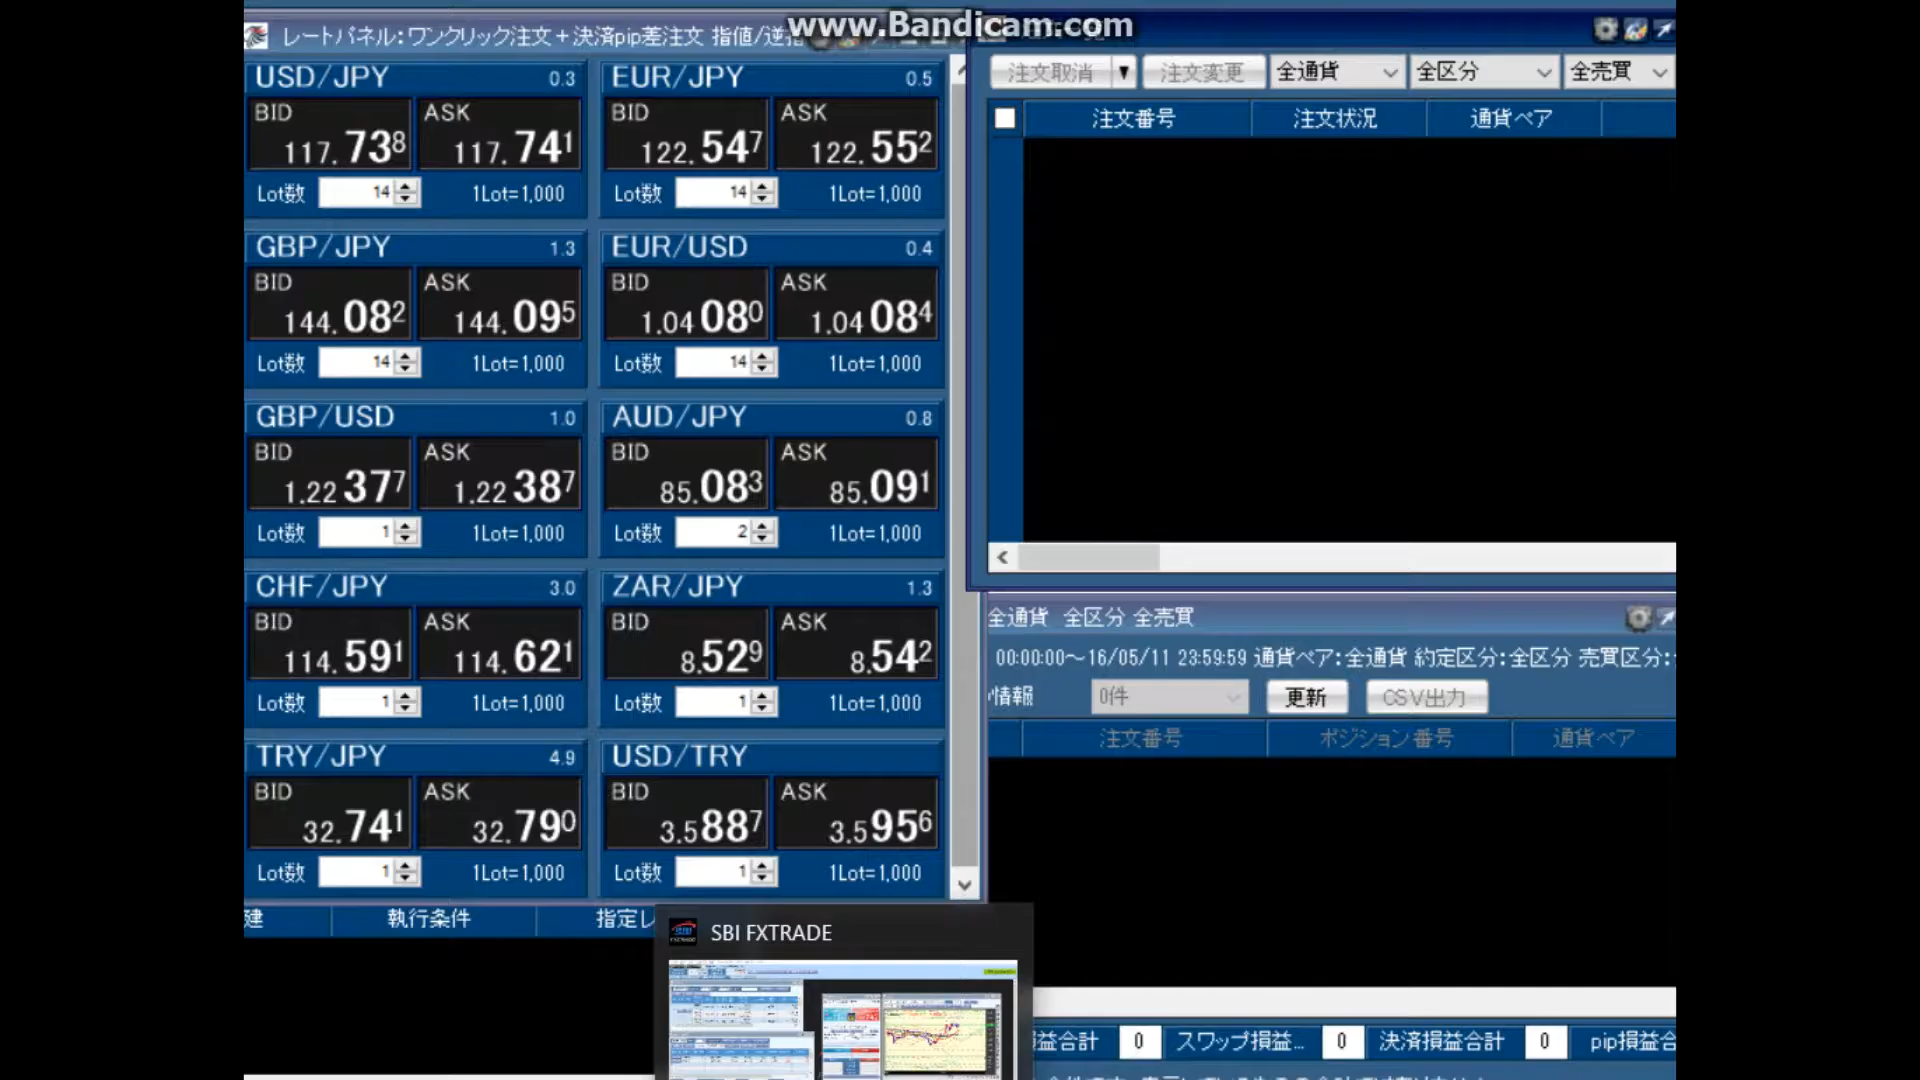 www.Bandicam.com
レートパネル:ワンクリック注文+決済pip差注文 指値/逆指
USD/JPY 0.3
BID ASK
117.738 117.741
Lot数 14 1Lot=1,000
EUR/JPY 0.5
BID ASK
122.547 122.552
Lot数 14 1Lot=1,000
GBP/JPY 1.3
BID ASK
144.082 144.095
Lot数 14 1Lot=1,000
EUR/USD 0.4
BID ASK
1.04080 1.04084
Lot数 14 1Lot=1,000
GBP/USD 1.0
BID ASK
1.22377 1.22387
Lot数 1 1Lot=1,000
AUD/JPY 0.8
BID ASK
85.083 85.091
Lot数 2 1Lot=1,000
CHF/JPY 3.0
BID ASK
114.591 114.621
Lot数 1 1Lot=1,000
ZAR/JPY 1.3
BID ASK
8.529 8.542
Lot数 1 1Lot=1,000
TRY/JPY 4.9
BID ASK
32.741 32.790
Lot数 1 1Lot=1,000
USD/TRY
BID ASK
3.5887 3.5956
Lot数 1 1Lot=1,000
建 執行条件 指定レ
SBI FXTRADE
注文取消 ▼ 注文変更 全通貨 全区分 全売買
注文番号 注文状況 通貨ペア
全通貨 全区分 全売買
00:00:00〜16/05/11 23:59:59 通貨ペア:全通貨 約定区分:全区分 売買区分:
情報 0件 更新 CSV出力
注文番号 ポジション番号 通貨ペア
益合計 0 スワップ損益... 0 決済損益合計 0 pip損益合